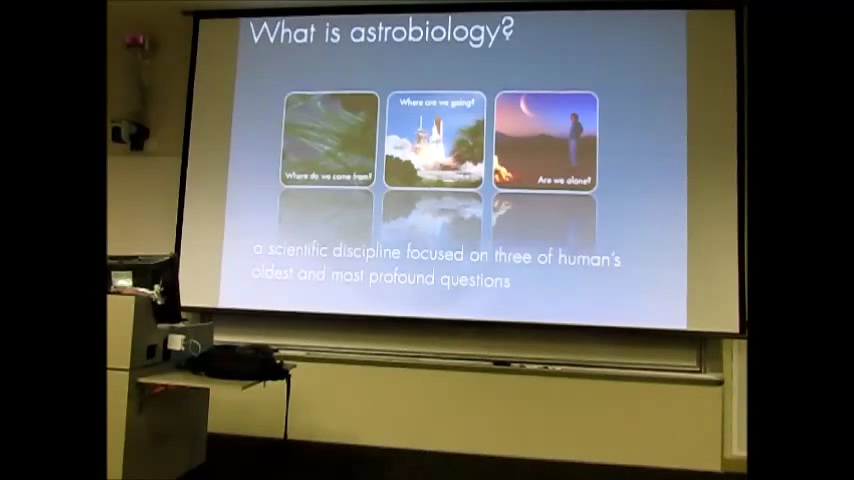 What is astrobiology?
Where do we come from?
Where are we going?
Are we alone?
a scientific discipline focused on three of human's
oldest and most profound questions